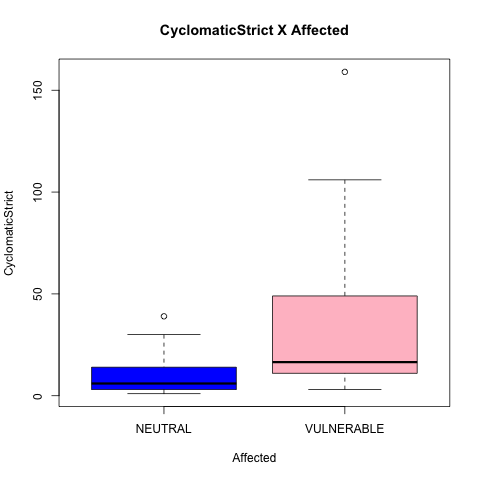 CyclomaticStrict X Affected
150
100
50
0
CyclomaticStrict
NEUTRAL
VULNERABLE
Affected